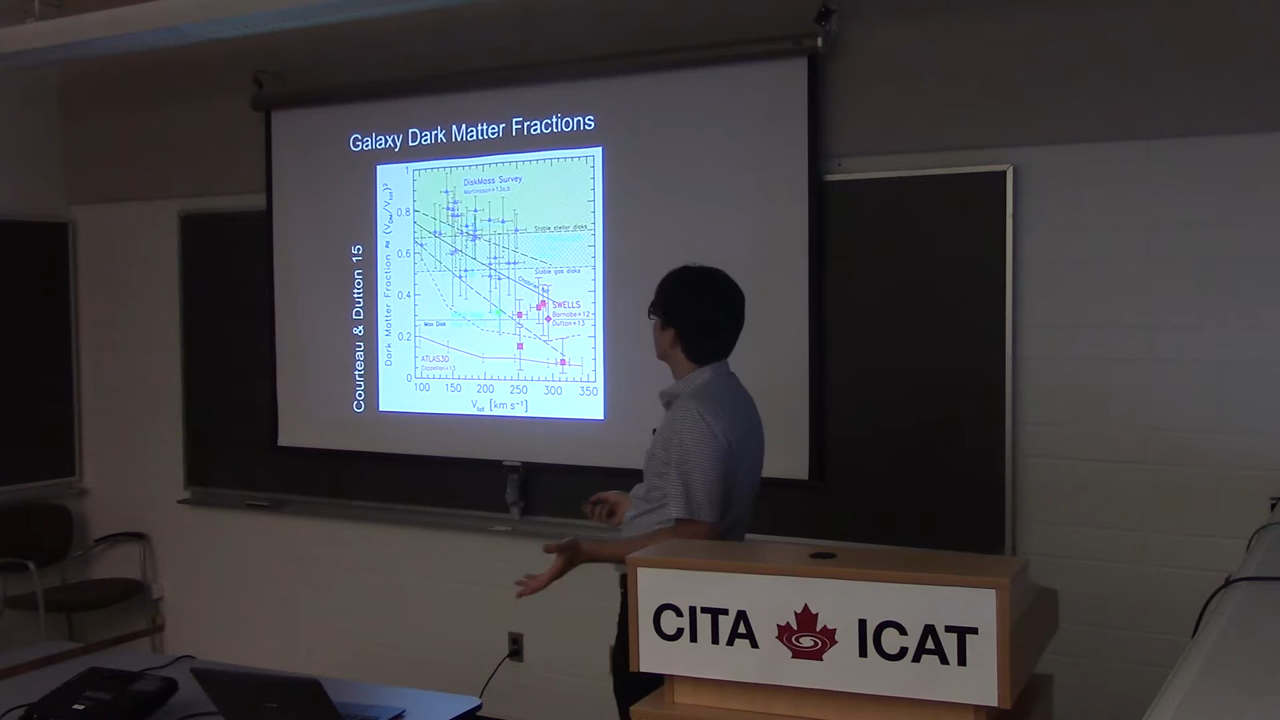 Galaxy Dark Matter Fractions
Courteau & Dutton 15
Dark Matter Fraction ≡ (V_DM/V_tot)²
1
0.8
0.6
0.4
0.2
0
DiskMass Survey
Martinsson+13a,b
Stable stellar disks
Stable gas disks
Chabrier
SWELLS
Barnabe+12
Dutton+13
Max Disk
ATLAS3D
Cappellari+13
100 150 200 250 300 350
V_tot [km s⁻¹]
CITA ICAT